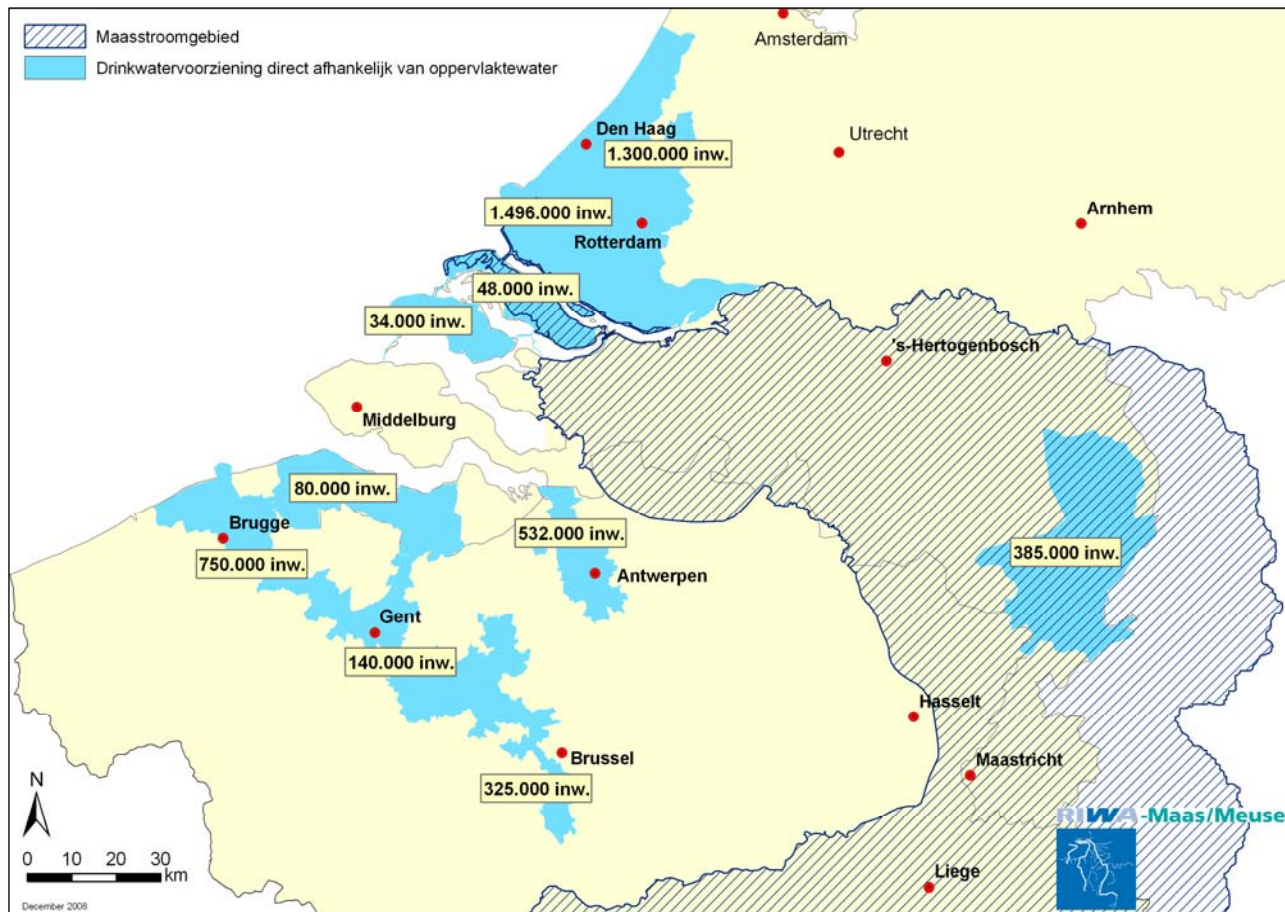 Maasstroomgebied
Drinkwatervoorziening direct afhankelijk van oppervlaktewater
Amsterdam
Den Haag
1.300.000 inw.
Utrecht
1.496.000 inw.
Rotterdam
Arnhem
48.000 inw.
34.000 inw.
's-Hertogenbosch
Middelburg
80.000 inw.
Brugge
750.000 inw.
532.000 inw.
Antwerpen
385.000 inw.
Gent
140.000 inw.
Hasselt
Brussel
325.000 inw.
Maastricht
N
0 10 20 30
km
RIWA-Maas/Meuse
Liege
December 2008